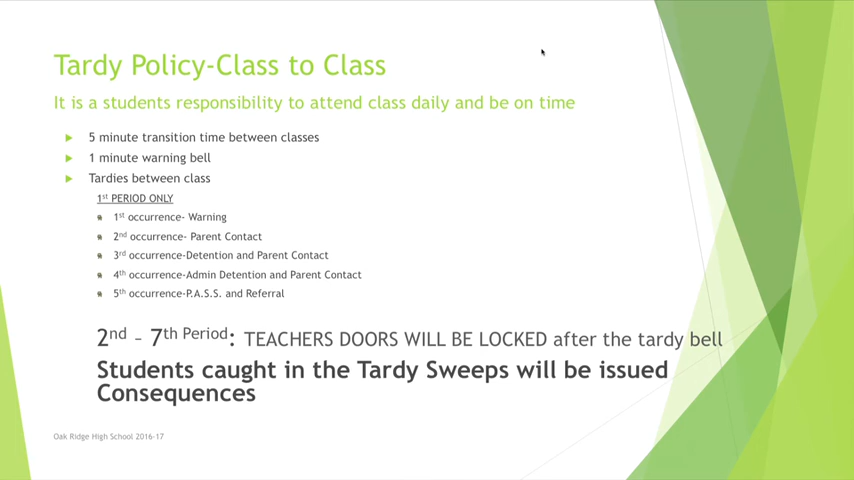 Tardy Policy-Class to Class
It is a students responsibility to attend class daily and be on time
5 minute transition time between classes
1 minute warning bell
Tardies between class
1st PERIOD ONLY
1st occurrence- Warning
2nd occurrence- Parent Contact
3rd occurrence-Detention and Parent Contact
4th occurrence-Admin Detention and Parent Contact
5th occurrence-P.A.S.S. and Referral
2nd – 7th Period: TEACHERS DOORS WILL BE LOCKED after the tardy bell
Students caught in the Tardy Sweeps will be issued
Consequences
Oak Ridge High School 2016-17